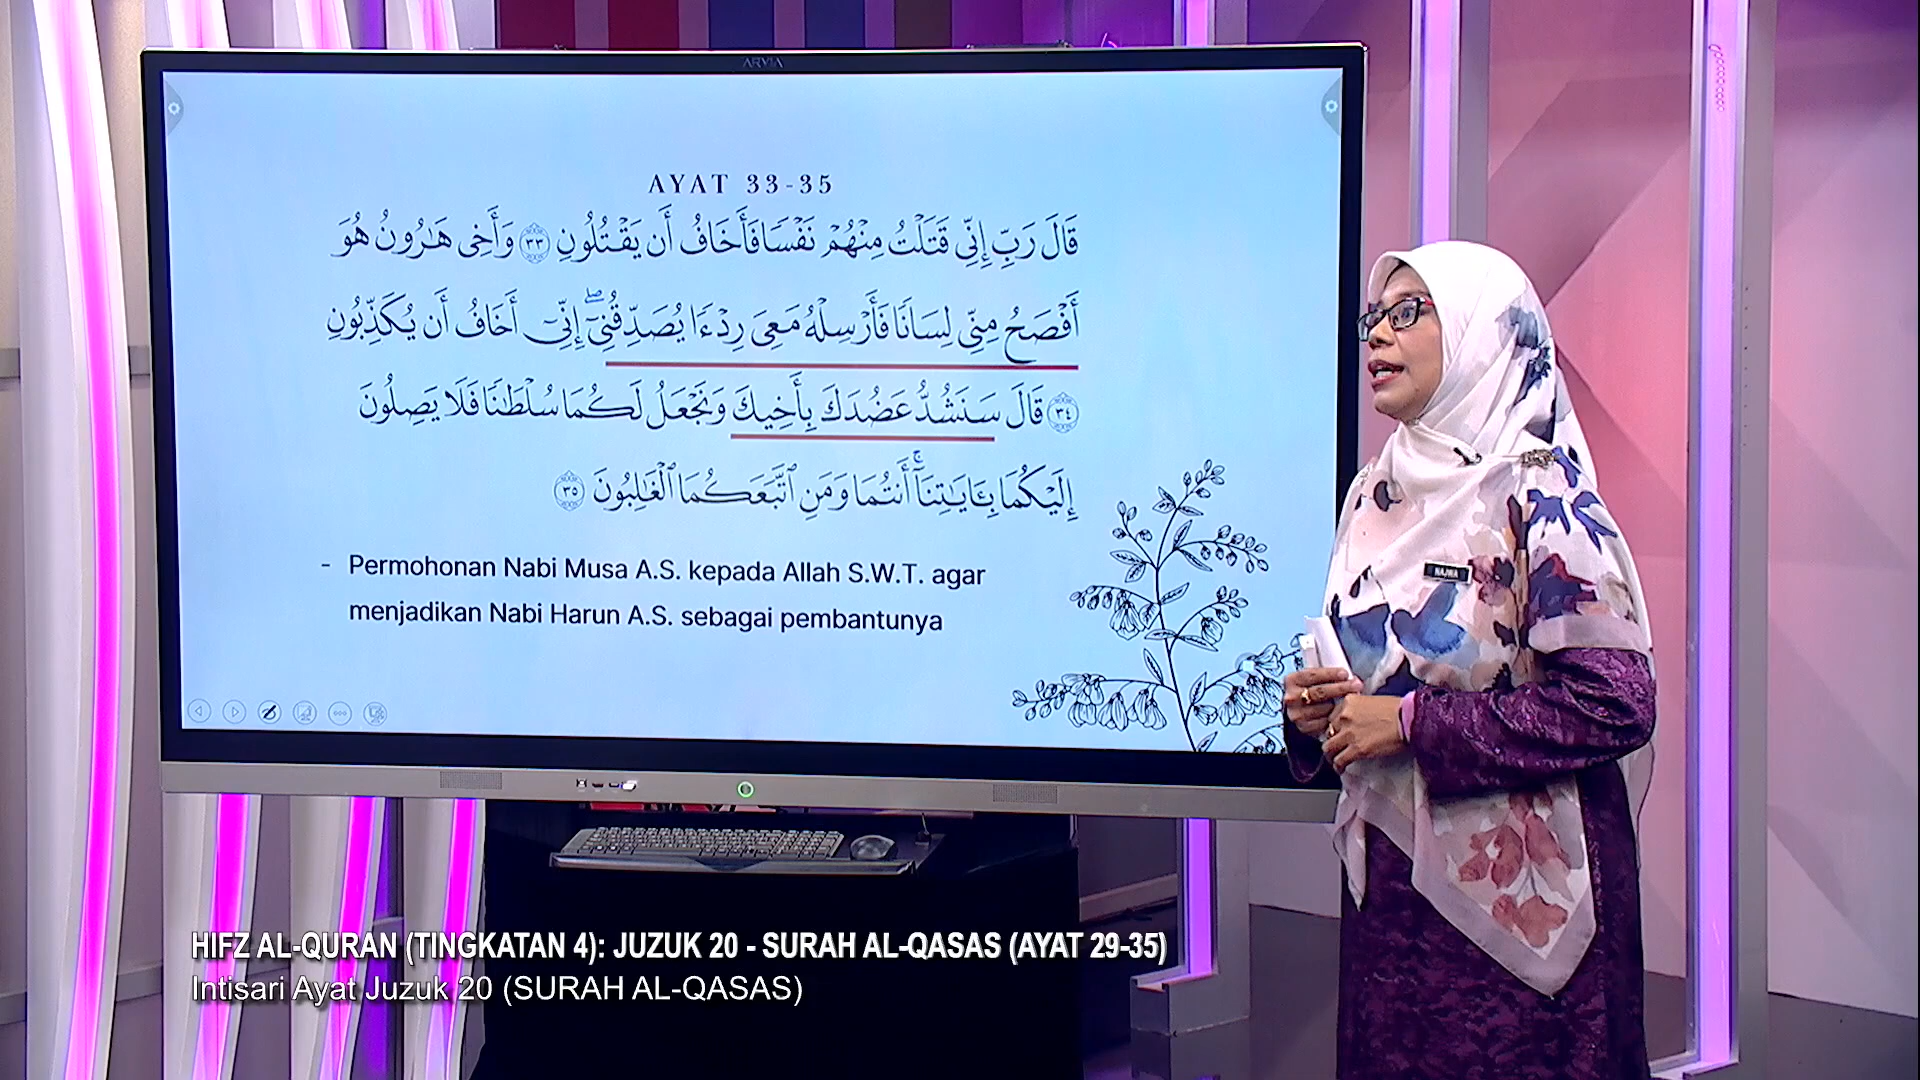 ARVIA
AYAT 33-35
قَالَ رَبِّ إِنِّي قَتَلْتُ مِنْهُمْ نَفْسًا فَأَخَافُ أَن يَقْتُلُونِ ٣٣ وَأَخِي هَٰرُونُ هُوَ
أَفْصَحُ مِنِّي لِسَانًا فَأَرْسِلْهُ مَعِيَ رِدْءًا يُصَدِّقُنِيٓ ۖ إِنِّيٓ أَخَافُ أَن يُكَذِّبُونِ
٣٤ قَالَ سَنَشُدُّ عَضُدَكَ بِأَخِيكَ وَنَجْعَلُ لَكُمَا سُلْطَٰنًا فَلَا يَصِلُونَ
إِلَيْكُمَا بِـَٔايَٰتِنَآ ۚ أَنتُمَا وَمَنِ ٱتَّبَعَكُمَا ٱلْغَٰلِبُونَ ٣٥
- Permohonan Nabi Musa A.S. kepada Allah S.W.T. agar
menjadikan Nabi Harun A.S. sebagai pembantunya
NAJWA
HIFZ AL-QURAN (TINGKATAN 4): JUZUK 20 - SURAH AL-QASAS (AYAT 29-35)
Intisari Ayat Juzuk 20 (SURAH AL-QASAS)